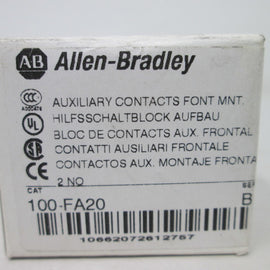 AB Allen-Bradley
AUXILIARY CONTACTS FONT MNT.
HILFSSCHALTBLOCK AUFBAU
BLOC DE CONTACTS AUX. FRONTAL
CONTATTI AUSILIARI FRONTALE
CONTACTOS AUX. MONTAJE FRONTA
2 NO
CAT SER
100-FA20 B
10662072612757